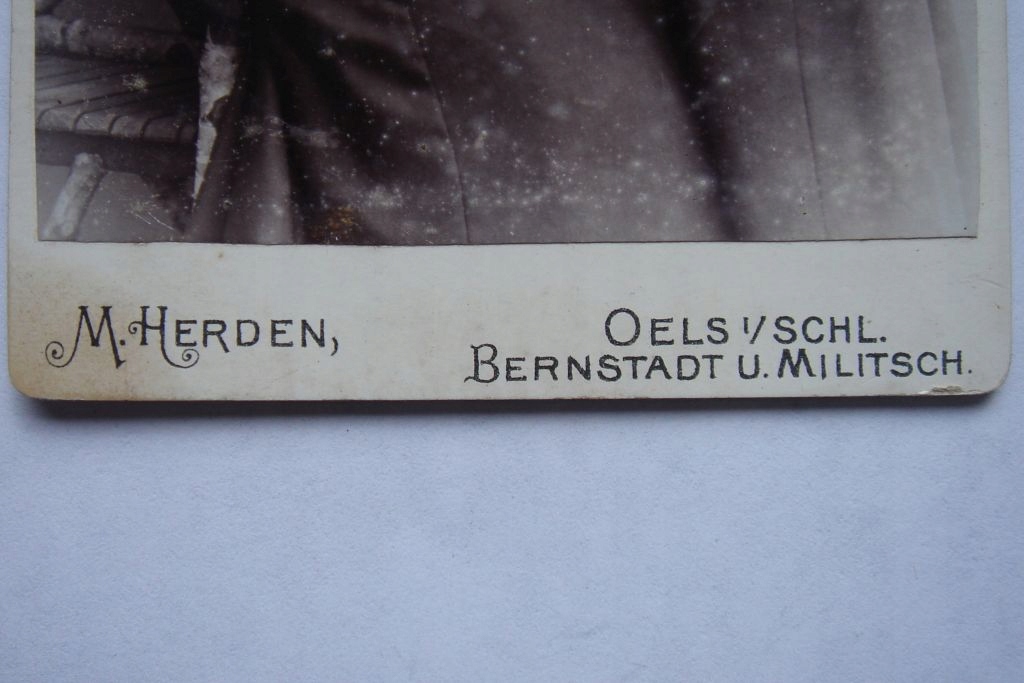 M. HERDEN,
OELS I/SCHL.
BERNSTADT U. MILITSCH.